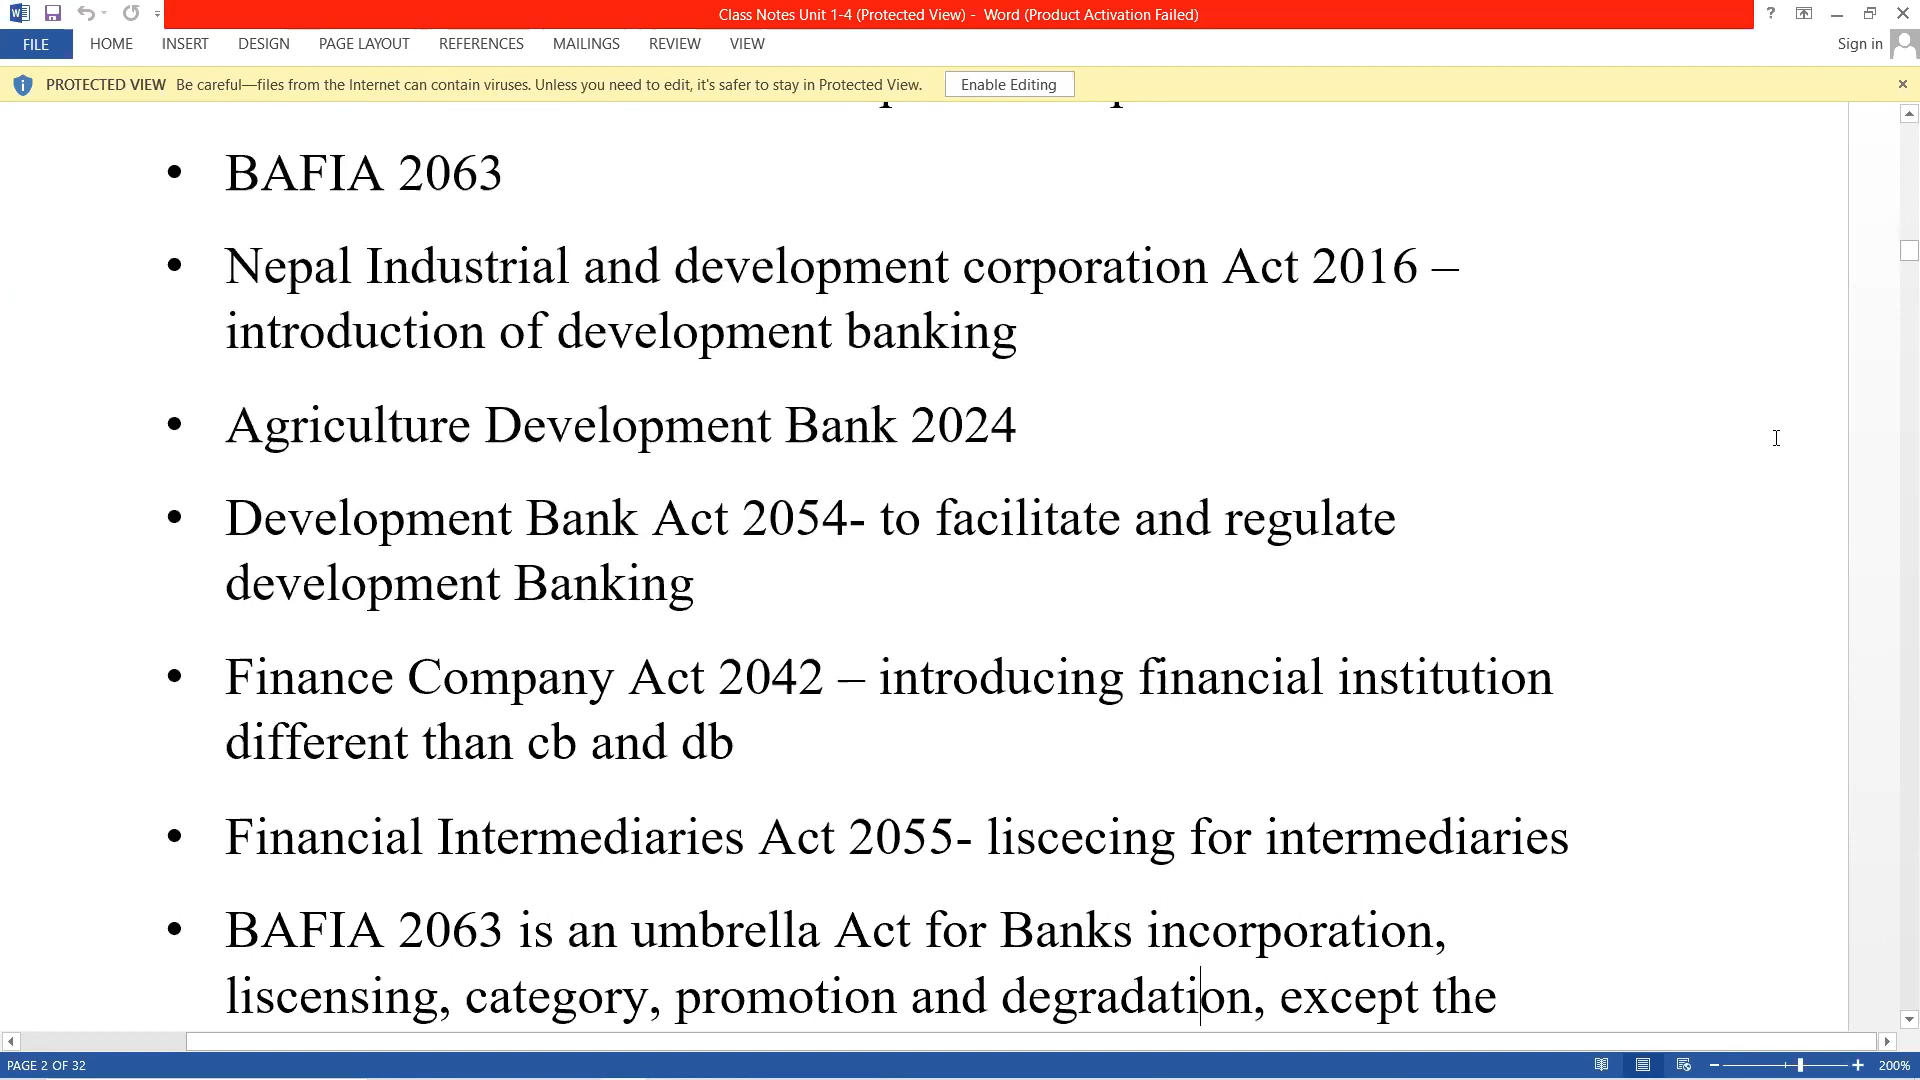 Class Notes Unit 1-4 (Protected View) - Word (Product Activation Failed)
?
FILE HOME INSERT DESIGN PAGE LAYOUT REFERENCES MAILINGS REVIEW VIEW Sign in
PROTECTED VIEW Be careful—files from the Internet can contain viruses. Unless you need to edit, it's safer to stay in Protected View. Enable Editing
• BAFIA 2063
• Nepal Industrial and development corporation Act 2016 –
introduction of development banking
• Agriculture Development Bank 2024
• Development Bank Act 2054- to facilitate and regulate
development Banking
• Finance Company Act 2042 – introducing financial institution
different than cb and db
• Financial Intermediaries Act 2055- liscecing for intermediaries
• BAFIA 2063 is an umbrella Act for Banks incorporation,
liscensing, category, promotion and degradation, except the
PAGE 2 OF 32 200%